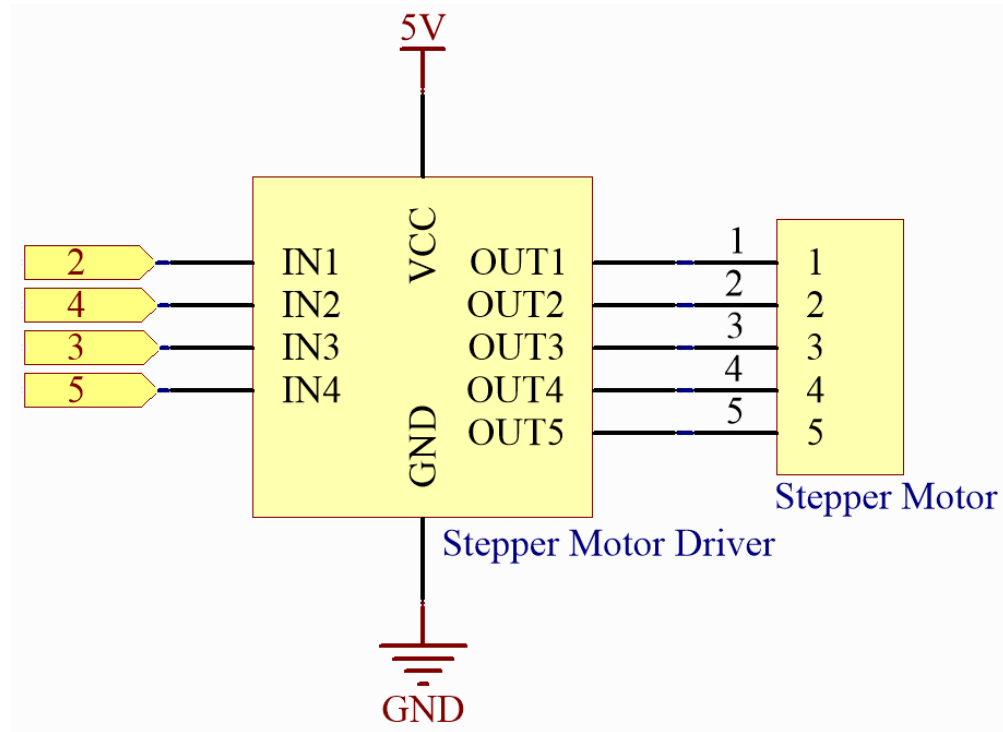 5V
VCC
2 IN1 OUT1 1 1
4 IN2 OUT2 2 2
3 IN3 OUT3 3 3
5 IN4 OUT4 4 4
OUT5 5 5
GND
Stepper Motor
Stepper Motor Driver
GND